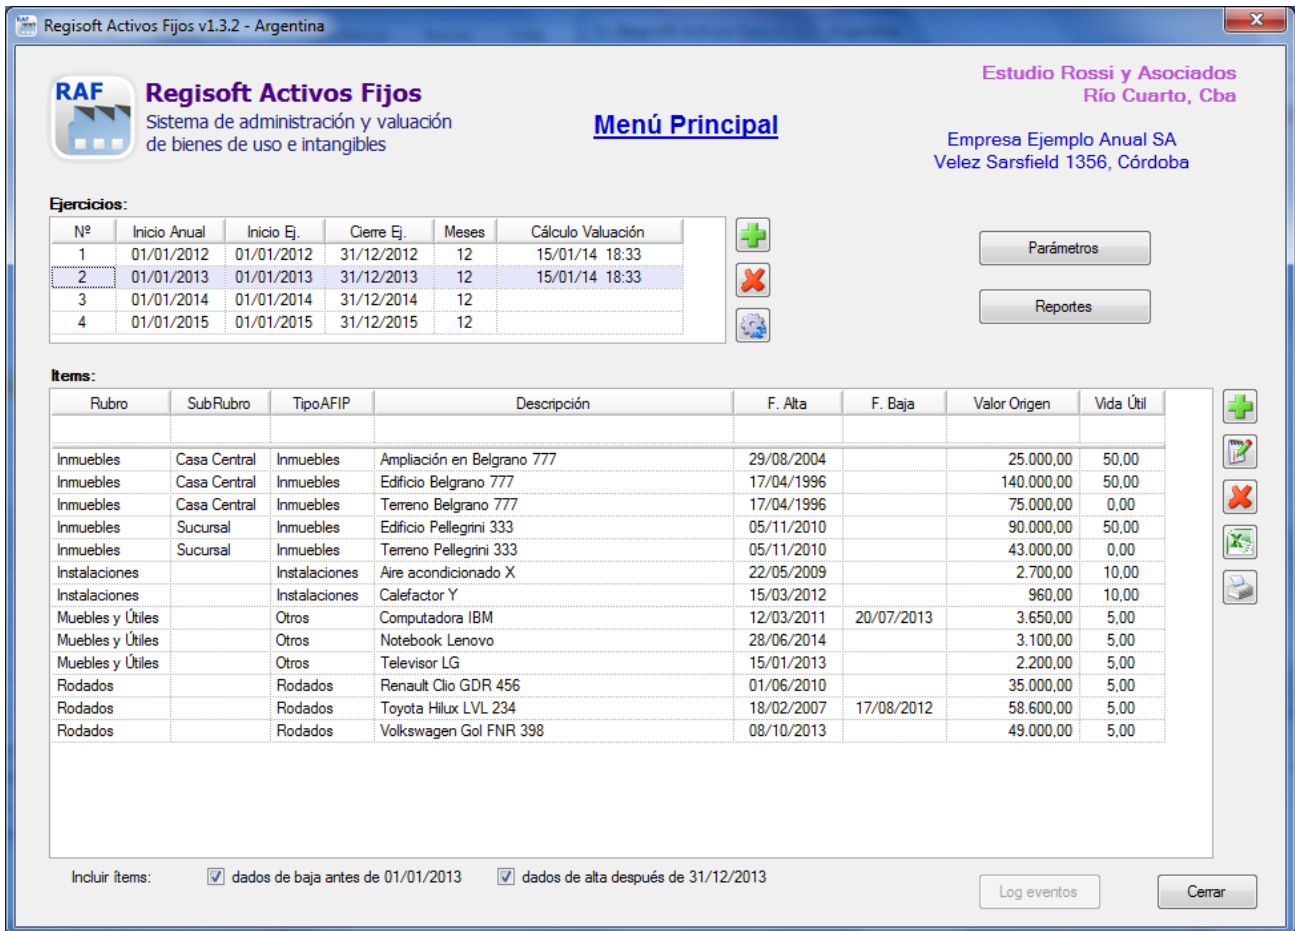 Regisoft Activos Fijos v1.3.2 - Argentina
RAF
Regisoft Activos Fijos
Sistema de administración y valuación
de bienes de uso e intangibles
Menú Principal
Estudio Rossi y Asociados
Río Cuarto, Cba
Empresa Ejemplo Anual SA
Velez Sarsfield 1356, Córdoba
Ejercicios:
Nº Inicio Anual Inicio Ej. Cierre Ej. Meses Cálculo Valuación
1 01/01/2012 01/01/2012 31/12/2012 12 15/01/14 18:33
2 01/01/2013 01/01/2013 31/12/2013 12 15/01/14 18:33
3 01/01/2014 01/01/2014 31/12/2014 12
4 01/01/2015 01/01/2015 31/12/2015 12
Parámetros
Reportes
Items:
Rubro SubRubro TipoAFIP Descripción F. Alta F. Baja Valor Origen Vida Útil
Inmuebles Casa Central Inmuebles Ampliación en Belgrano 777 29/08/2004 25.000,00 50,00
Inmuebles Casa Central Inmuebles Edificio Belgrano 777 17/04/1996 140.000,00 50,00
Inmuebles Casa Central Inmuebles Terreno Belgrano 777 17/04/1996 75.000,00 0,00
Inmuebles Sucursal Inmuebles Edificio Pellegrini 333 05/11/2010 90.000,00 50,00
Inmuebles Sucursal Inmuebles Terreno Pellegrini 333 05/11/2010 43.000,00 0,00
Instalaciones Instalaciones Aire acondicionado X 22/05/2009 2.700,00 10,00
Instalaciones Instalaciones Calefactor Y 15/03/2012 960,00 10,00
Muebles y Útiles Otros Computadora IBM 12/03/2011 20/07/2013 3.650,00 5,00
Muebles y Útiles Otros Notebook Lenovo 28/06/2014 3.100,00 5,00
Muebles y Útiles Otros Televisor LG 15/01/2013 2.200,00 5,00
Rodados Rodados Renault Clio GDR 456 01/06/2010 35.000,00 5,00
Rodados Rodados Toyota Hilux LVL 234 18/02/2007 17/08/2012 58.600,00 5,00
Rodados Rodados Volkswagen Gol FNR 398 08/10/2013 49.000,00 5,00
Incluir ítems: dados de baja antes de 01/01/2013 dados de alta después de 31/12/2013
Log eventos
Cerrar